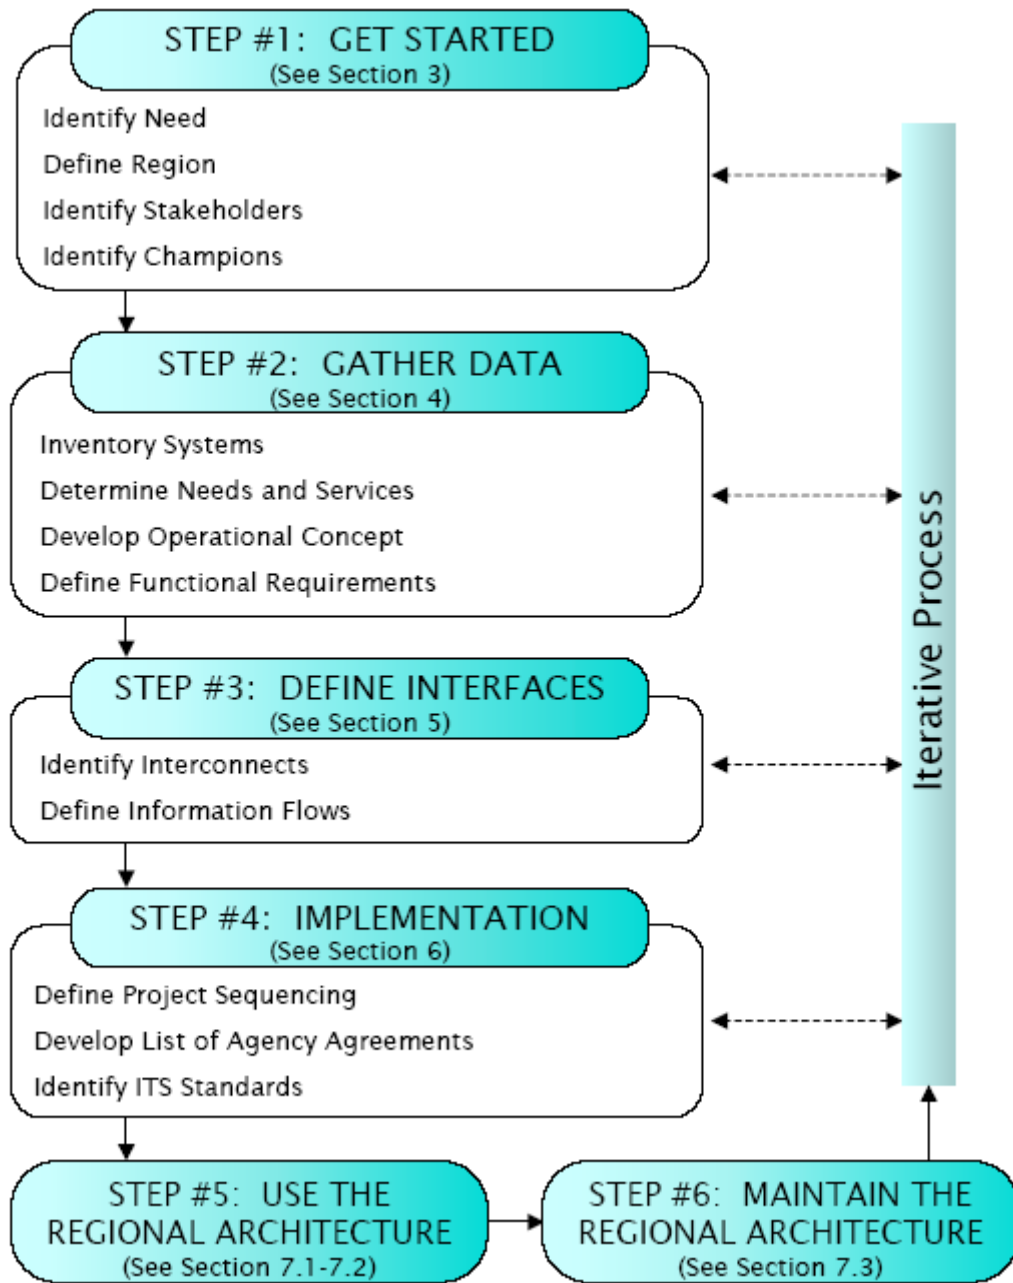 STEP #1: GET STARTED
(See Section 3)
Identify Need
Define Region
Identify Stakeholders
Identify Champions
STEP #2: GATHER DATA
(See Section 4)
Inventory Systems
Determine Needs and Services
Develop Operational Concept
Define Functional Requirements
STEP #3: DEFINE INTERFACES
(See Section 5)
Identify Interconnects
Define Information Flows
STEP #4: IMPLEMENTATION
(See Section 6)
Define Project Sequencing
Develop List of Agency Agreements
Identify ITS Standards
STEP #5: USE THE
REGIONAL ARCHITECTURE
(See Section 7.1-7.2)
STEP #6: MAINTAIN THE
REGIONAL ARCHITECTURE
(See Section 7.3)
Iterative Process